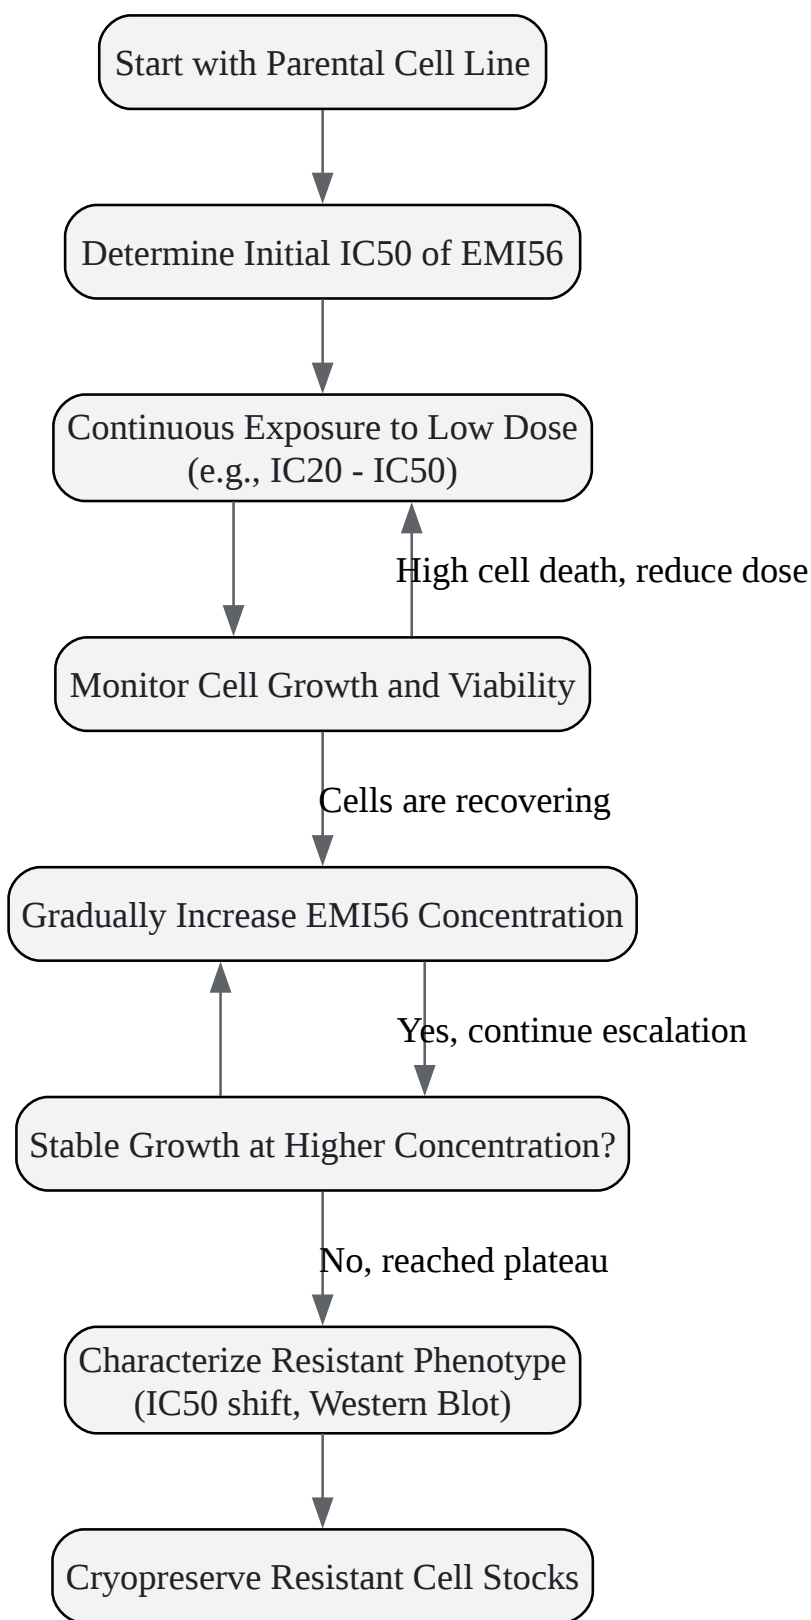 Start with Parental Cell Line
Determine Initial IC50 of EMI56
Continuous Exposure to Low Dose
(e.g., IC20 - IC50)
High cell death, reduce dose
Monitor Cell Growth and Viability
Cells are recovering
Gradually Increase EMI56 Concentration
Yes, continue escalation
Stable Growth at Higher Concentration?
No, reached plateau
Characterize Resistant Phenotype
(IC50 shift, Western Blot)
Cryopreserve Resistant Cell Stocks